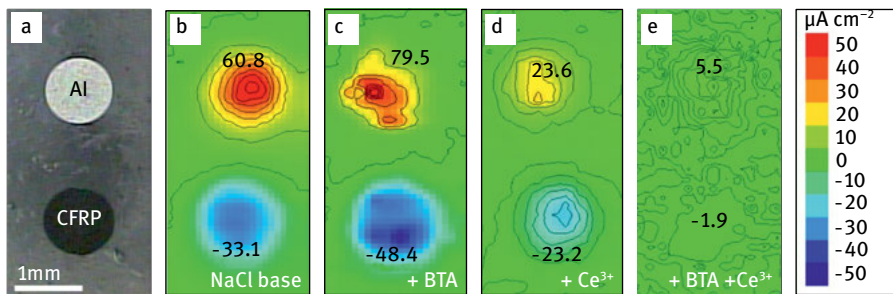 a
Al
CFRP
1mm
b
60.8
-33.1
NaCl base
c
79.5
-48.4
+ BTA
d
23.6
-23.2
+ Ce³⁺
e
5.5
-1.9
+ BTA +Ce³⁺
μA cm⁻²
50
40
30
20
10
0
-10
-20
-30
-40
-50